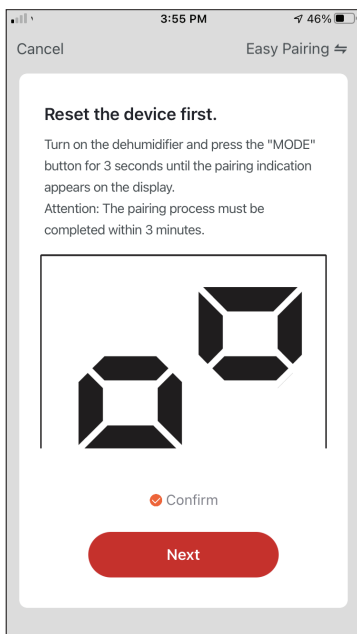 3:55 PM 46%
Cancel Easy Pairing
Reset the device first.
Turn on the dehumidifier and press the "MODE"
button for 3 seconds until the pairing indication
appears on the display.
Attention: The pairing process must be
completed within 3 minutes.
Confirm
Next